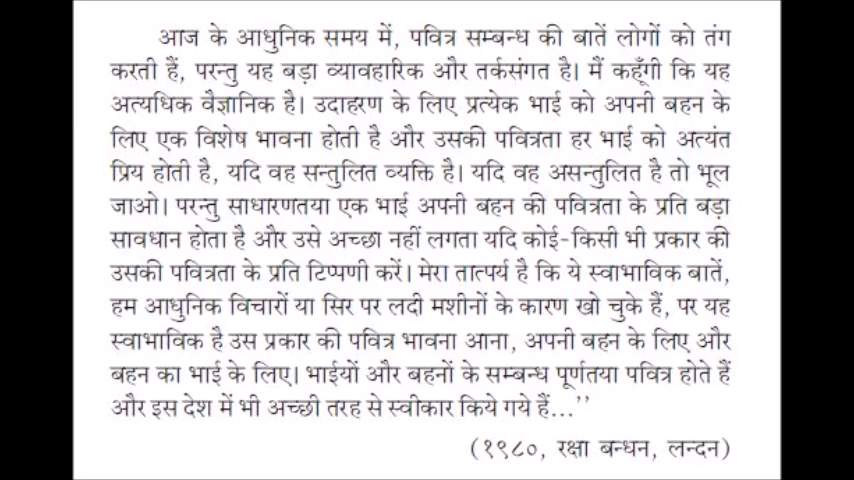 आज के आधुनिक समय में, पवित्र सम्बन्ध की बातें लोगों को तंग
करती हैं, परन्तु यह बड़ा व्यावहारिक और तर्कसंगत है। मैं कहूँगी कि यह
अत्यधिक वैज्ञानिक है। उदाहरण के लिए प्रत्येक भाई को अपनी बहन के
लिए एक विशेष भावना होती है और उसकी पवित्रता हर भाई को अत्यंत
प्रिय होती है, यदि वह सन्तुलित व्यक्ति है। यदि वह असन्तुलित है तो भूल
जाओ। परन्तु साधारणतया एक भाई अपनी बहन की पवित्रता के प्रति बड़ा
सावधान होता है और उसे अच्छा नहीं लगता यदि कोई-किसी भी प्रकार की
उसकी पवित्रता के प्रति टिप्पणी करें। मेरा तात्पर्य है कि ये स्वाभाविक बातें,
हम आधुनिक विचारों या सिर पर लदी मशीनों के कारण खो चुके हैं, पर यह
स्वाभाविक है उस प्रकार की पवित्र भावना आना, अपनी बहन के लिए और
बहन का भाई के लिए। भाईयों और बहनों के सम्बन्ध पूर्णतया पवित्र होते हैं
और इस देश में भी अच्छी तरह से स्वीकार किये गये हैं...''
(१९८०, रक्षा बन्धन, लन्दन)